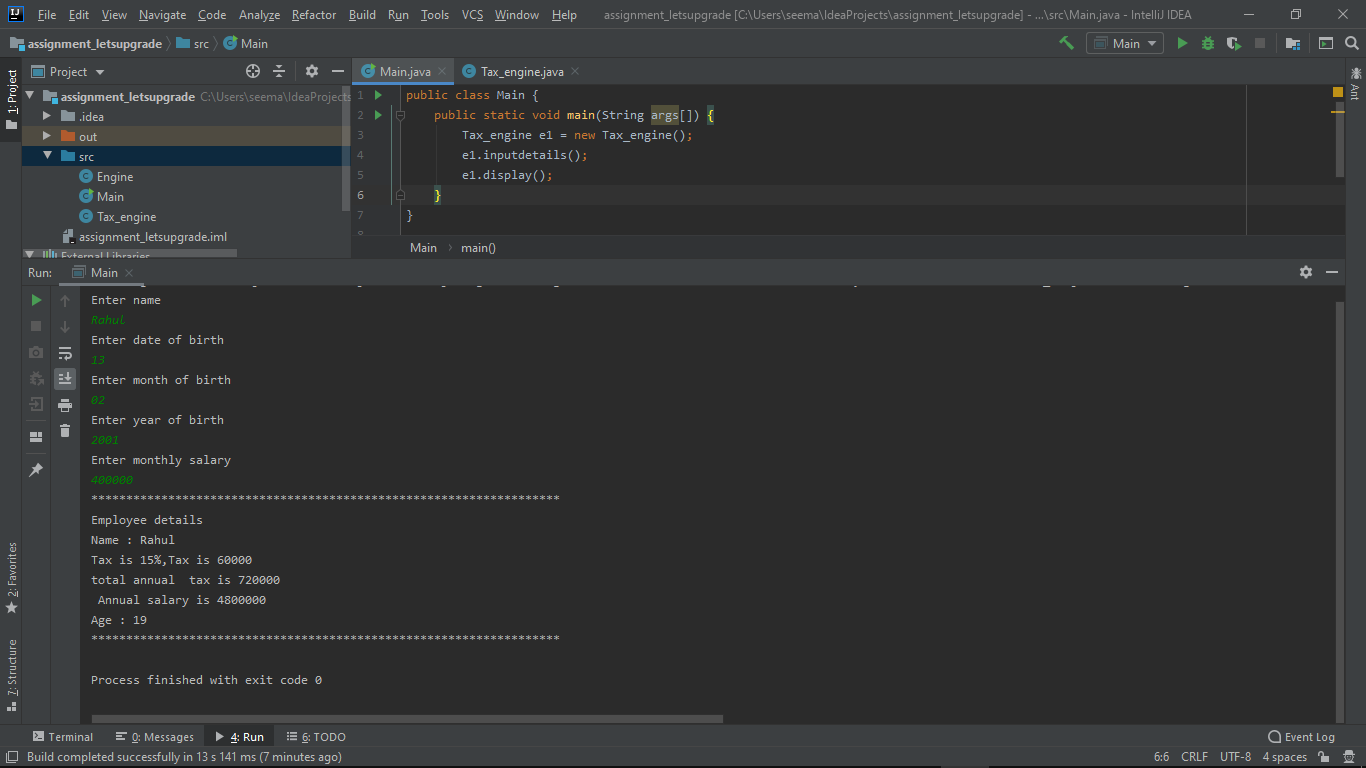 File Edit View Navigate Code Analyze Refactor Build Run Tools VCS Window Help assignment_letsupgrade [C:\Users\seema\IdeaProjects\assignment_letsupgrade] - ...\src\Main.java - IntelliJ IDEA
assignment_letsupgrade src Main Main
1: Project
Project
assignment_letsupgrade C:\Users\seema\IdeaProjects
.idea
out
src
Engine
Main
Tax_engine
assignment_letsupgrade.iml
External Libraries
Main.java Tax_engine.java
1 public class Main {
2 public static void main(String args[]) {
3 Tax_engine e1 = new Tax_engine();
4 e1.inputdetails();
5 e1.display();
6 }
7 }
8
Main main()
Ant
Run: Main
Enter name
Rahul
Enter date of birth
13
Enter month of birth
02
Enter year of birth
2001
Enter monthly salary
400000
*******************************************************************
Employee details
Name : Rahul
Tax is 15%,Tax is 60000
total annual  tax is 720000
 Annual salary is 4800000
Age : 19
*******************************************************************
Process finished with exit code 0
2: Favorites
7: Structure
Terminal 0: Messages 4: Run 6: TODO Event Log
Build completed successfully in 13 s 141 ms (7 minutes ago) 6:6 CRLF UTF-8 4 spaces